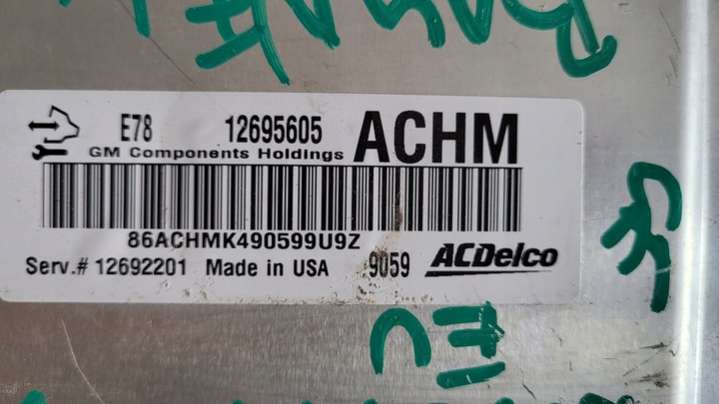 E78 12695605 ACHM
GM Components Holdings
86ACHMK490599U9Z
Serv.# 12692201 Made in USA 9059 ACDelco